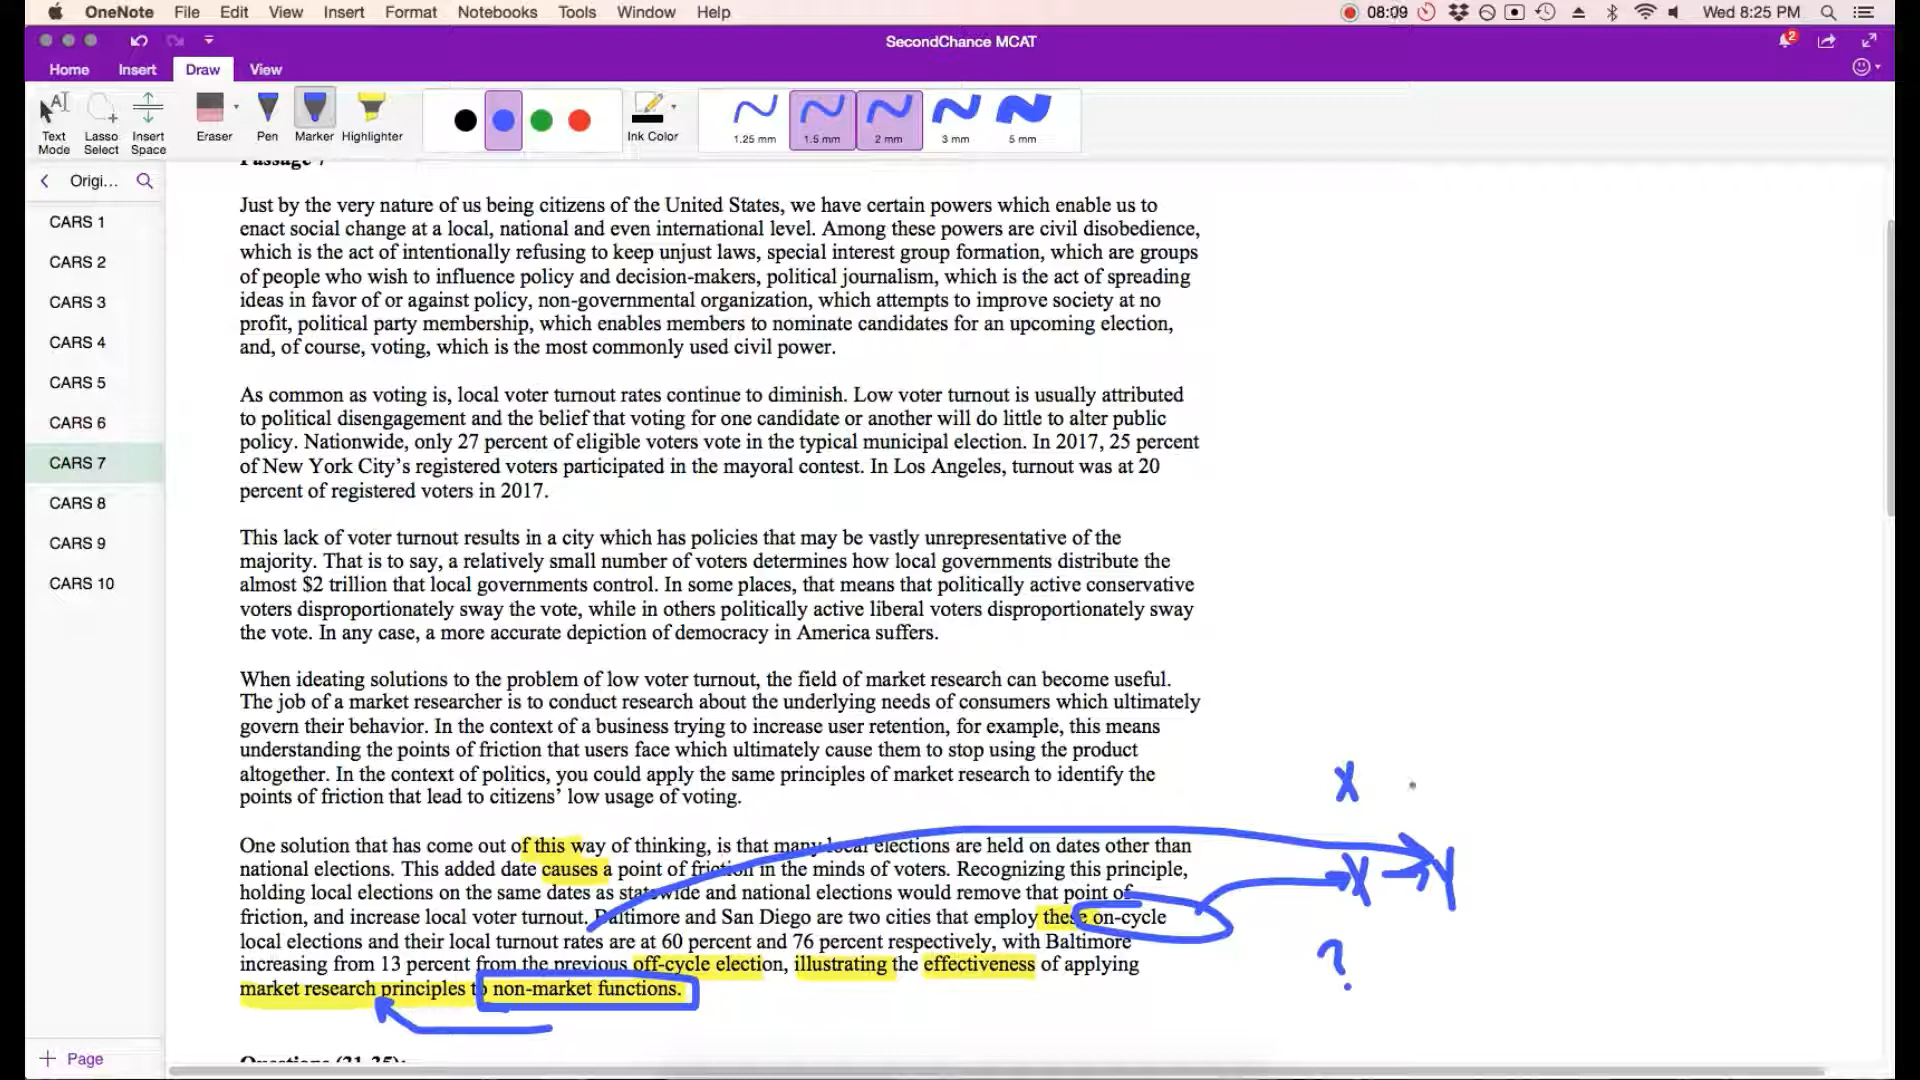 OneNote File Edit View Insert Format Notebooks Tools Window Help 08:09 Wed 8:25 PM
SecondChance MCAT 2
Home Insert Draw View
Text Mode Lasso Select Insert Space Eraser Pen Marker Highlighter Ink Color 1.25 mm 1.5 mm 2 mm 3 mm 5 mm
Origi...
CARS 1
CARS 2
CARS 3
CARS 4
CARS 5
CARS 6
CARS 7
CARS 8
CARS 9
CARS 10
+ Page
Passage 7
Just by the very nature of us being citizens of the United States, we have certain powers which enable us to
enact social change at a local, national and even international level. Among these powers are civil disobedience,
which is the act of intentionally refusing to keep unjust laws, special interest group formation, which are groups
of people who wish to influence policy and decision-makers, political journalism, which is the act of spreading
ideas in favor of or against policy, non-governmental organization, which attempts to improve society at no
profit, political party membership, which enables members to nominate candidates for an upcoming election,
and, of course, voting, which is the most commonly used civil power.
As common as voting is, local voter turnout rates continue to diminish. Low voter turnout is usually attributed
to political disengagement and the belief that voting for one candidate or another will do little to alter public
policy. Nationwide, only 27 percent of eligible voters vote in the typical municipal election. In 2017, 25 percent
of New York City's registered voters participated in the mayoral contest. In Los Angeles, turnout was at 20
percent of registered voters in 2017.
This lack of voter turnout results in a city which has policies that may be vastly unrepresentative of the
majority. That is to say, a relatively small number of voters determines how local governments distribute the
almost $2 trillion that local governments control. In some places, that means that politically active conservative
voters disproportionately sway the vote, while in others politically active liberal voters disproportionately sway
the vote. In any case, a more accurate depiction of democracy in America suffers.
When ideating solutions to the problem of low voter turnout, the field of market research can become useful.
The job of a market researcher is to conduct research about the underlying needs of consumers which ultimately
govern their behavior. In the context of a business trying to increase user retention, for example, this means
understanding the points of friction that users face which ultimately cause them to stop using the product
altogether. In the context of politics, you could apply the same principles of market research to identify the
points of friction that lead to citizens' low usage of voting.
One solution that has come out of this way of thinking, is that many local elections are held on dates other than
national elections. This added date causes a point of friction in the minds of voters. Recognizing this principle,
holding local elections on the same dates as statewide and national elections would remove that point of
friction, and increase local voter turnout. Baltimore and San Diego are two cities that employ these on-cycle
local elections and their local turnout rates are at 60 percent and 76 percent respectively, with Baltimore
increasing from 13 percent from the previous off-cycle election, illustrating the effectiveness of applying
market research principles to non-market functions.
X
X → Y
?
Questions (31-35):